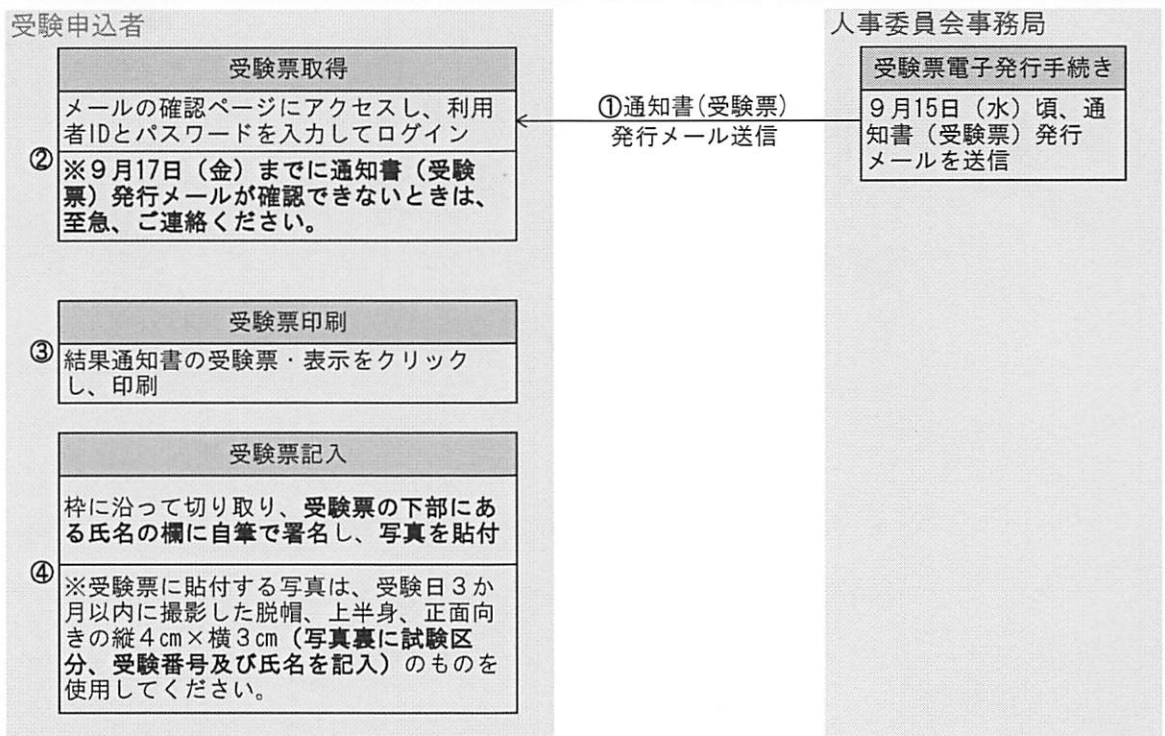 受験申込者
受験票取得
メールの確認ページにアクセスし、利用
者IDとパスワードを入力してログイン
②
※９月17日（金）までに通知書（受験
票）発行メールが確認できないときは、
至急、ご連絡ください。
①通知書(受験票)
発行メール送信
人事委員会事務局
受験票電子発行手続き
９月15日（水）頃、通
知書（受験票）発行
メールを送信
受験票印刷
③
結果通知書の受験票・表示をクリック
し、印刷
受験票記入
枠に沿って切り取り、受験票の下部にあ
る氏名の欄に自筆で署名し、写真を貼付
④
※受験票に貼付する写真は、受験日３か
月以内に撮影した脱帽、上半身、正面向
きの縦４㎝×横３㎝（写真裏に試験区
分、受験番号及び氏名を記入）のものを
使用してください。